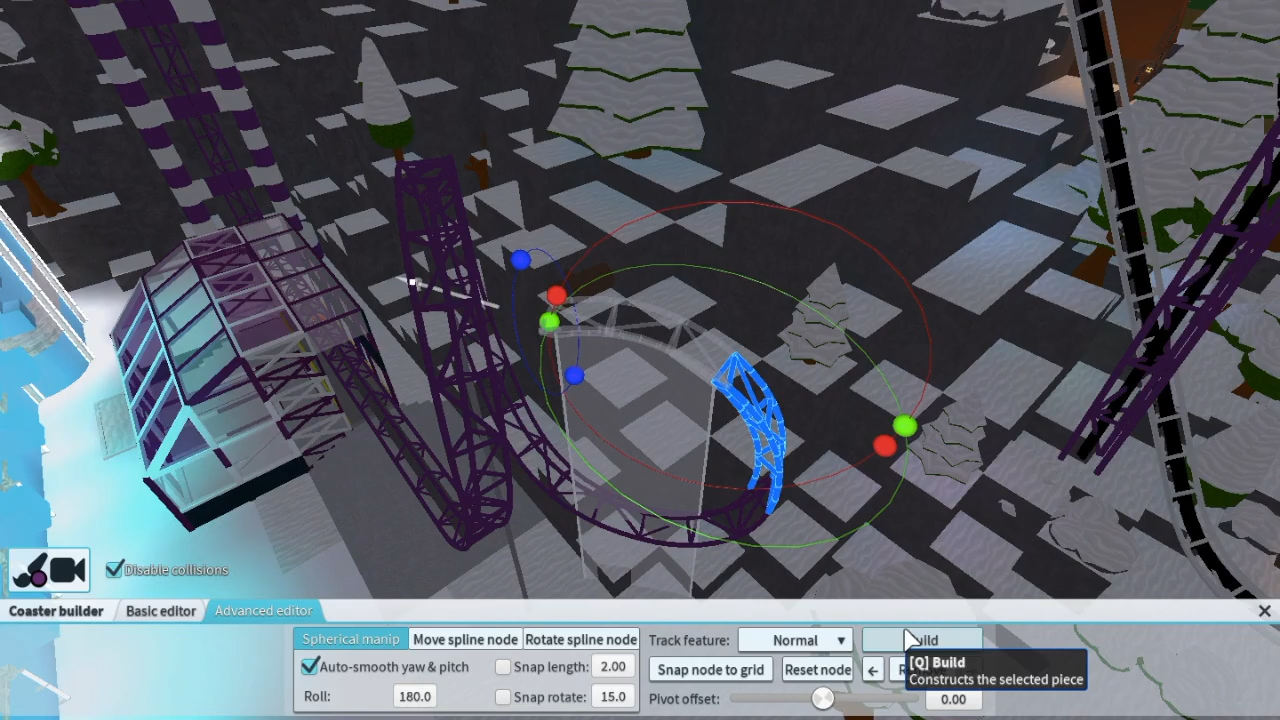 Disable collisions
Coaster builder Basic editor Advanced editor
Spherical manip Move spline node Rotate spline node Track feature: Normal
Auto-smooth yaw & pitch Snap length: 2.00 Snap node to grid Reset node ←
[Q] Build
Constructs the selected piece
Roll: 180.0 Snap rotate: 15.0 Pivot offset: 0.00